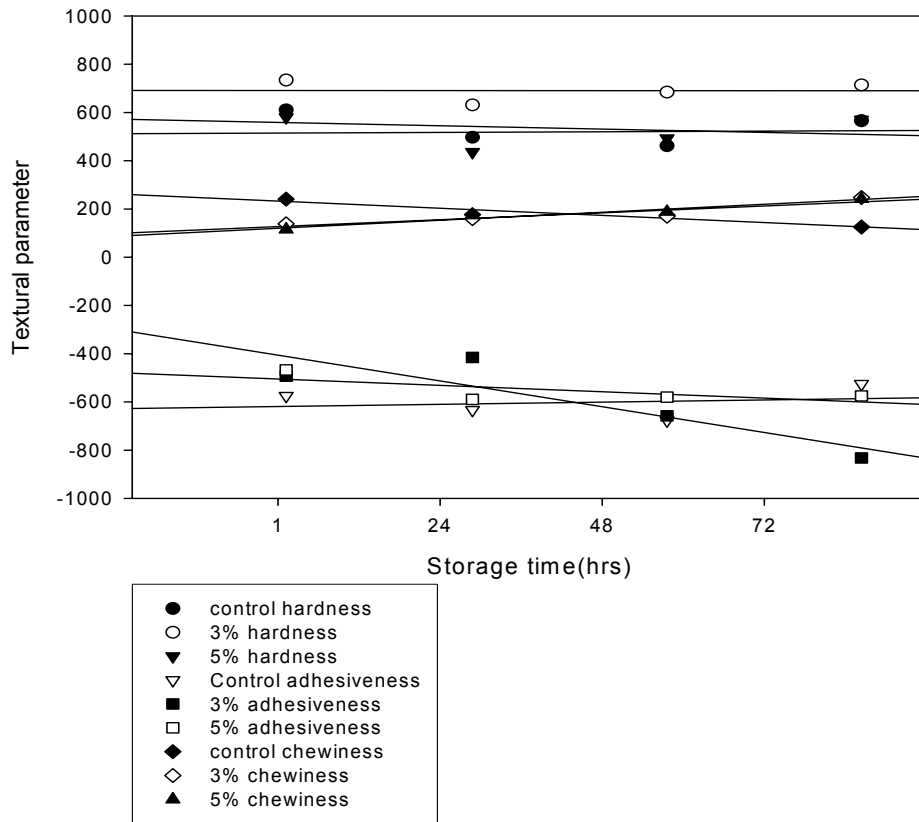 1000
800
600
400
200
0
-200
-400
-600
-800
-1000
Textural parameter
1 24 48 72
Storage time(hrs)
control hardness
3% hardness
5% hardness
Control adhesiveness
3% adhesiveness
5% adhesiveness
control chewiness
3% chewiness
5% chewiness